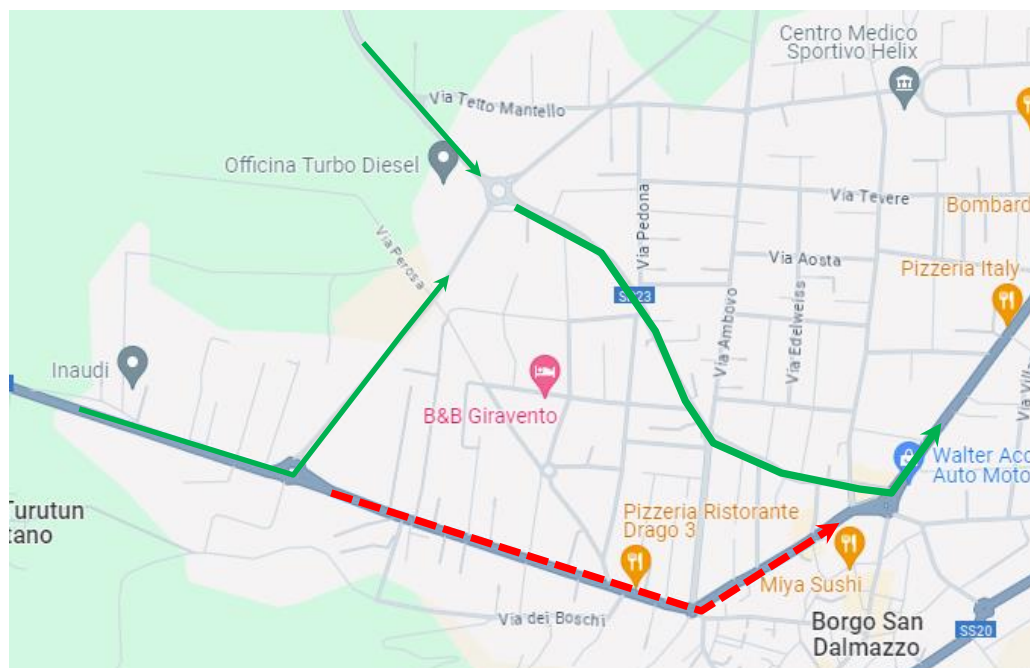 Centro Medico
Sportivo Helix
Via Tetto Mantello
Officina Turbo Diesel
Via Tevere
Via Pedona
Bombard
Via Perosa
Via Aosta
Pizzeria Italy
Via Ambovo
Via Edelweiss
Inaudi
B&B Giravento
Via Vill
Walter Acc
Auto Moto
Turutun
tano
Pizzeria Ristorante
Drago 3
Miya Sushi
Via dei Boschi
Borgo San
Dalmazzo
SS20